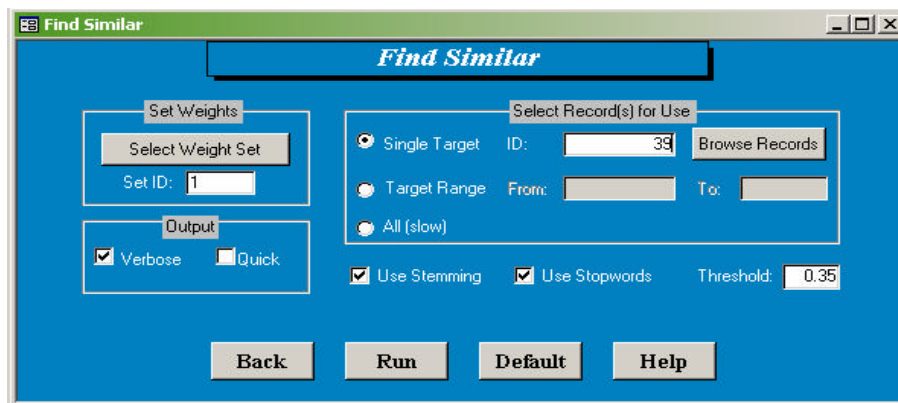 Find Similar
Find Similar
Set Weights
Select Weight Set
Set ID: 1
Output
Verbose Quick
Select Record(s) for Use
Single Target ID: 39 Browse Records
Target Range From: To:
All (slow)
Use Stemming Use Stopwords Threshold: 0.35
Back Run Default Help